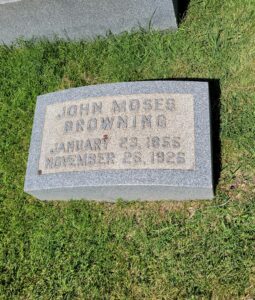 JOHN MOSES
BROWNING
JANUARY 23, 1855
NOVEMBER 26, 1926